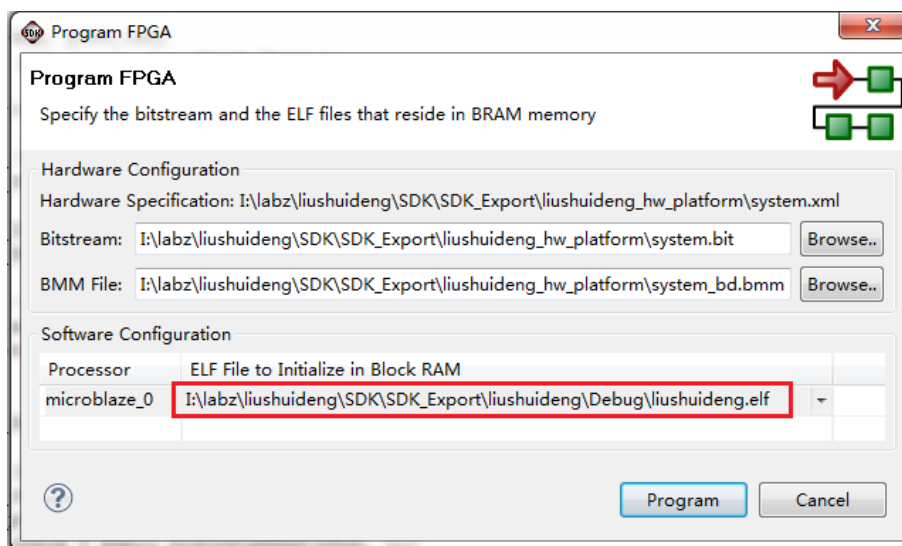 SDK Program FPGA
Program FPGA
Specify the bitstream and the ELF files that reside in BRAM memory
Hardware Configuration
Hardware Specification: I:\labz\liushuideng\SDK\SDK_Export\liushuideng_hw_platform\system.xml
Bitstream: I:\labz\liushuideng\SDK\SDK_Export\liushuideng_hw_platform\system.bit Browse..
BMM File: I:\labz\liushuideng\SDK\SDK_Export\liushuideng_hw_platform\system_bd.bmm Browse..
Software Configuration
Processor ELF File to Initialize in Block RAM
microblaze_0 I:\labz\liushuideng\SDK\SDK_Export\liushuideng\Debug\liushuideng.elf
? Program Cancel